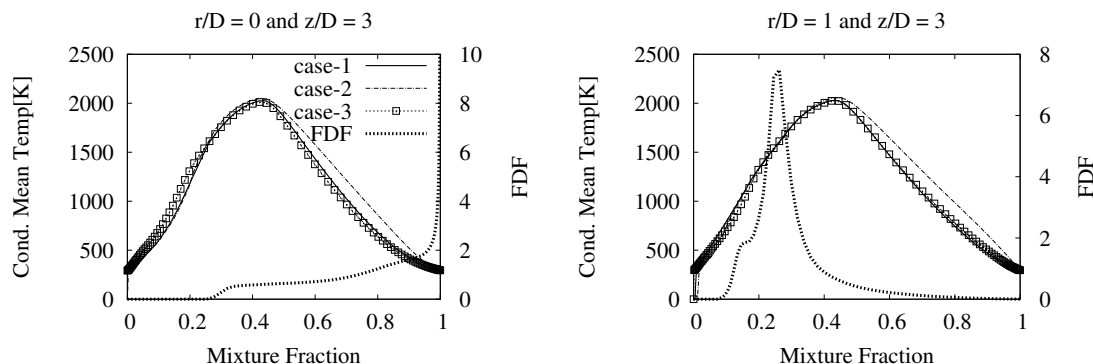 r/D = 0 and z/D = 3
2500
2000
1500
1000
500
0
Cond. Mean Temp[K]
0
0.2
0.4
0.6
0.8
1
Mixture Fraction
10
8
6
4
2
0
FDF
case-1
case-2
case-3
FDF
r/D = 1 and z/D = 3
2500
2000
1500
1000
500
0
Cond. Mean Temp[K]
0
0.2
0.4
0.6
0.8
1
Mixture Fraction
8
6
4
2
0
FDF